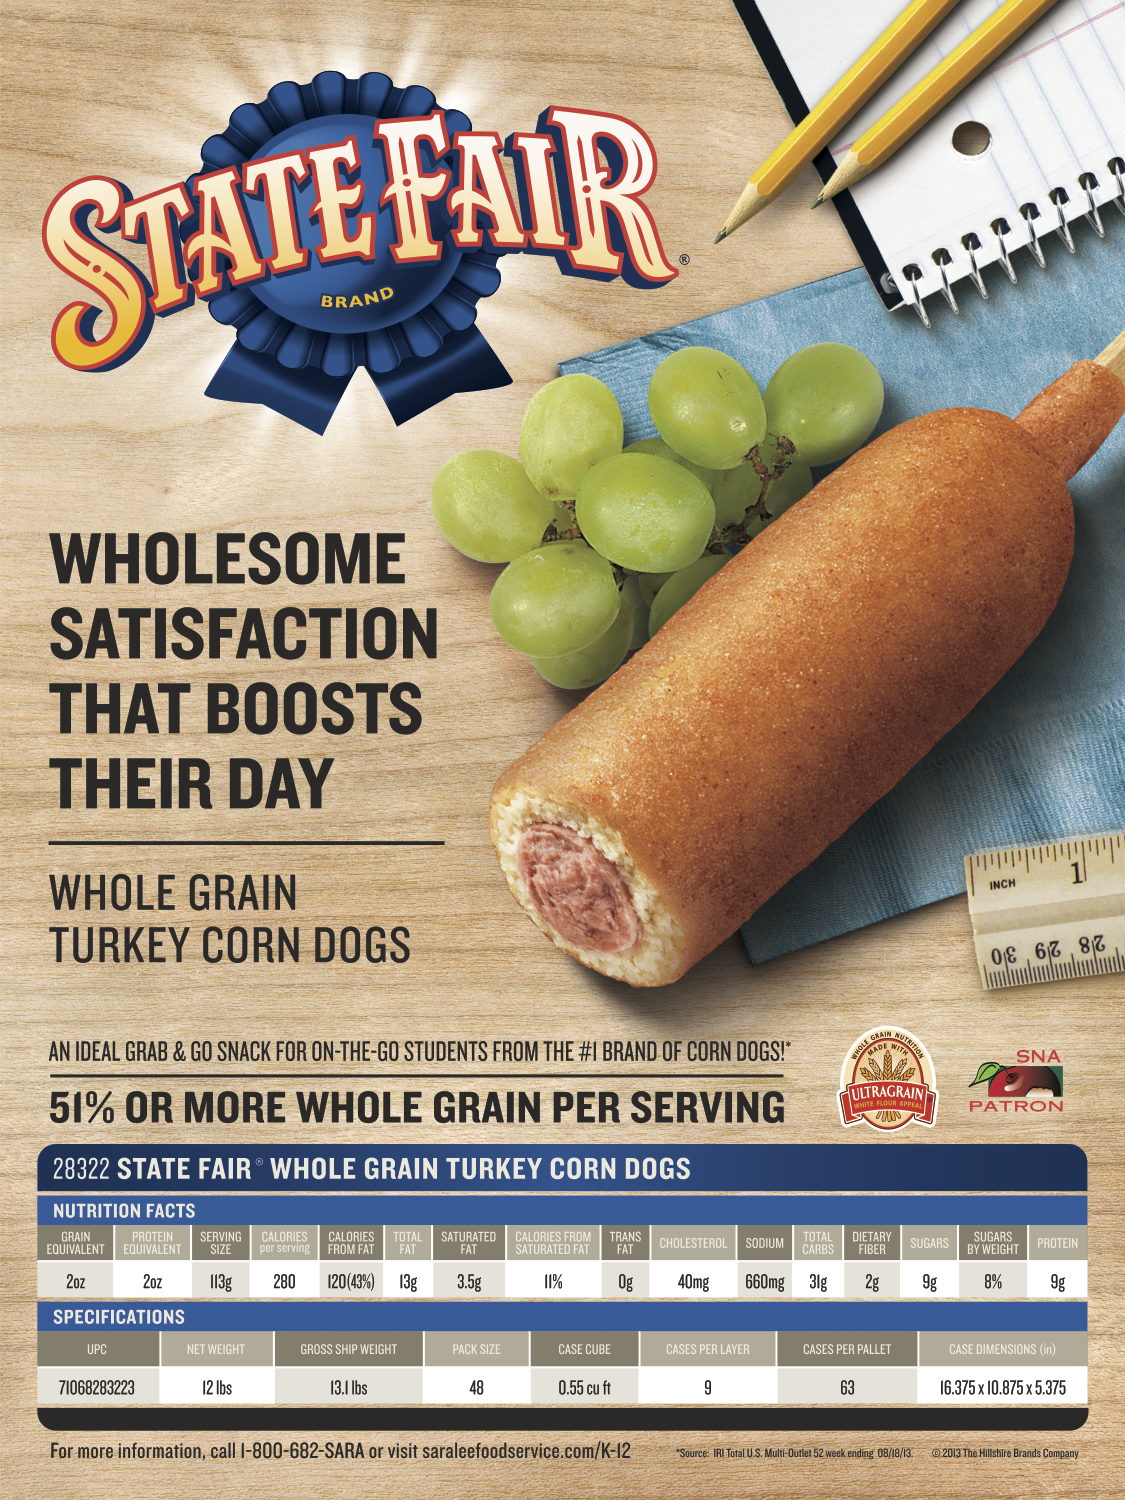 STATE FAIR®
BRAND
WHOLESOME
SATISFACTION
THAT BOOSTS
THEIR DAY
WHOLE GRAIN
TURKEY CORN DOGS
INCH 1
30 29 28
AN IDEAL GRAB & GO SNACK FOR ON-THE-GO STUDENTS FROM THE #1 BRAND OF CORN DOGS!*
51% OR MORE WHOLE GRAIN PER SERVING
WHOLE GRAIN NUTRITION
MADE WITH
ULTRAGRAIN
WHITE FLOUR APPEAL
SNA
PATRON
28322 STATE FAIR® WHOLE GRAIN TURKEY CORN DOGS
NUTRITION FACTS
GRAIN EQUIVALENT PROTEIN EQUIVALENT SERVING SIZE CALORIES per serving CALORIES FROM FAT TOTAL FAT SATURATED FAT CALORIES FROM SATURATED FAT TRANS FAT CHOLESTEROL SODIUM TOTAL CARBS DIETARY FIBER SUGARS SUGARS BY WEIGHT PROTEIN
2oz 2oz 113g 280 120(43%) 13g 3.5g 11% 0g 40mg 660mg 31g 2g 9g 8% 9g
SPECIFICATIONS
UPC NET WEIGHT GROSS SHIP WEIGHT PACK SIZE CASE CUBE CASES PER LAYER CASES PER PALLET CASE DIMENSIONS (in)
71068283223 12 lbs 13.1 lbs 48 0.55 cu ft 9 63 16.375 x 10.875 x 5.375
For more information, call 1-800-682-SARA or visit saraleefoodservice.com/K-12
*Source: IRI Total U.S. Multi-Outlet 52 week ending 08/18/13. © 2013 The Hillshire Brands Company